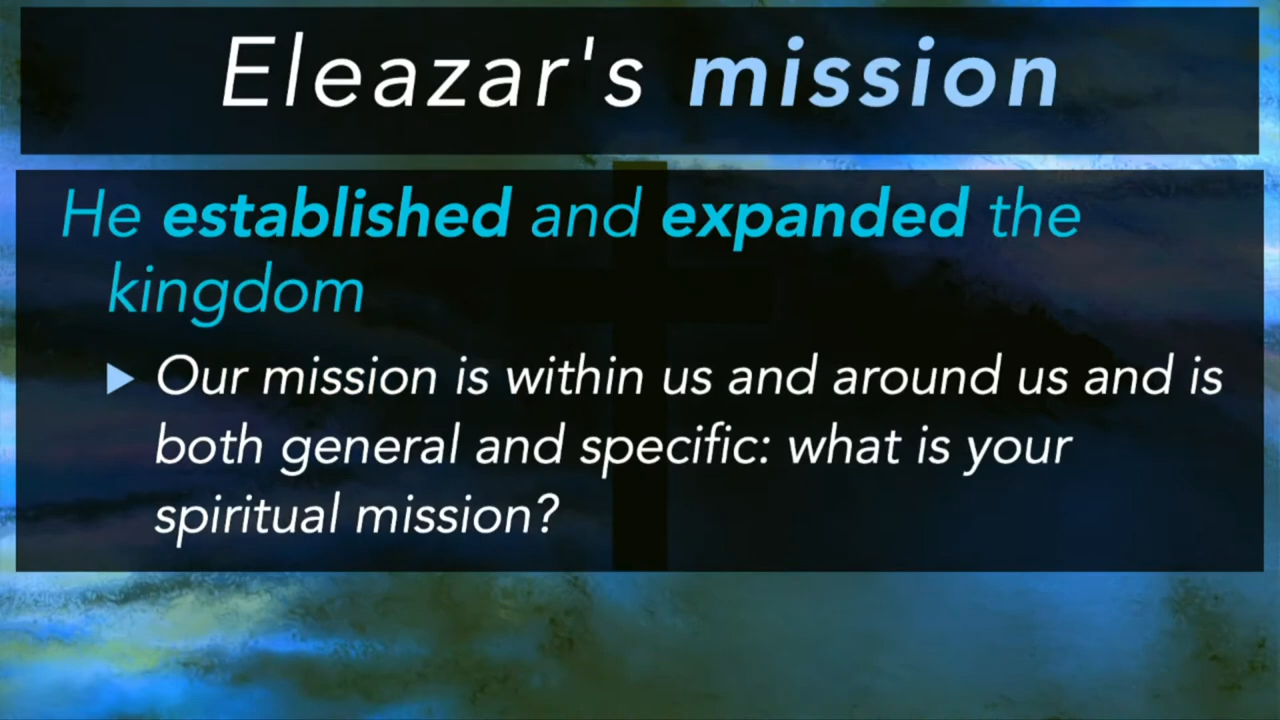 Eleazar's mission
He established and expanded the
kingdom
▶ Our mission is within us and around us and is
both general and specific: what is your
spiritual mission?